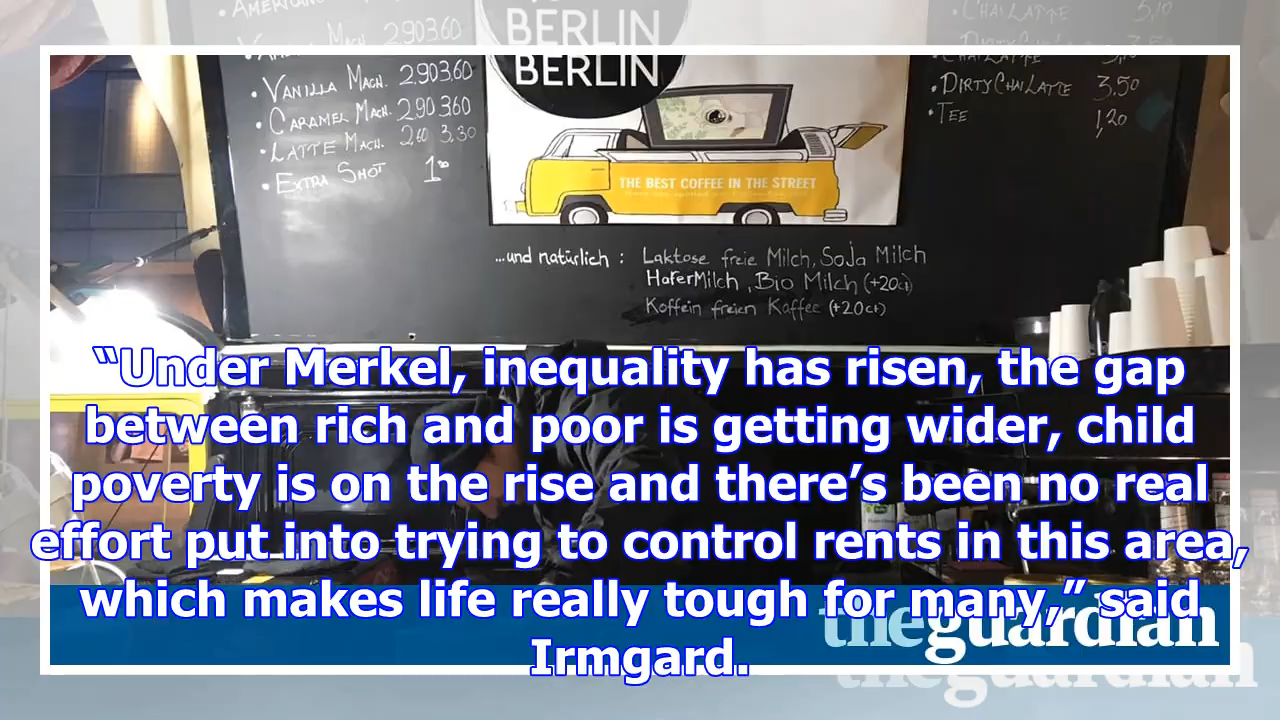 AMERICANO
BERLIN
BERLIN
• VANILLA MACH. 2,90 3,60
• CARAMEL MACH. 2,90 3,60
• LATTE MACH. 2,60 3,30
• EXTRA SHOT 1
CHAI LATTE 5,10
CHAI LATTE
• DIRTY CHAI LATTE 3.50
• TEE 1,20
THE BEST COFFEE IN THE STREET
...und natürlich : Laktose freie Milch, Soja Milch
HaferMilch, Bio Milch (+20ct)
Koffein freien Kaffee (+20ct)
“Under Merkel, inequality has risen, the gap
between rich and poor is getting wider, child
poverty is on the rise and there’s been no real
effort put into trying to control rents in this area,
which makes life really tough for many,” said
Irmgard.
theguardian
theguardian